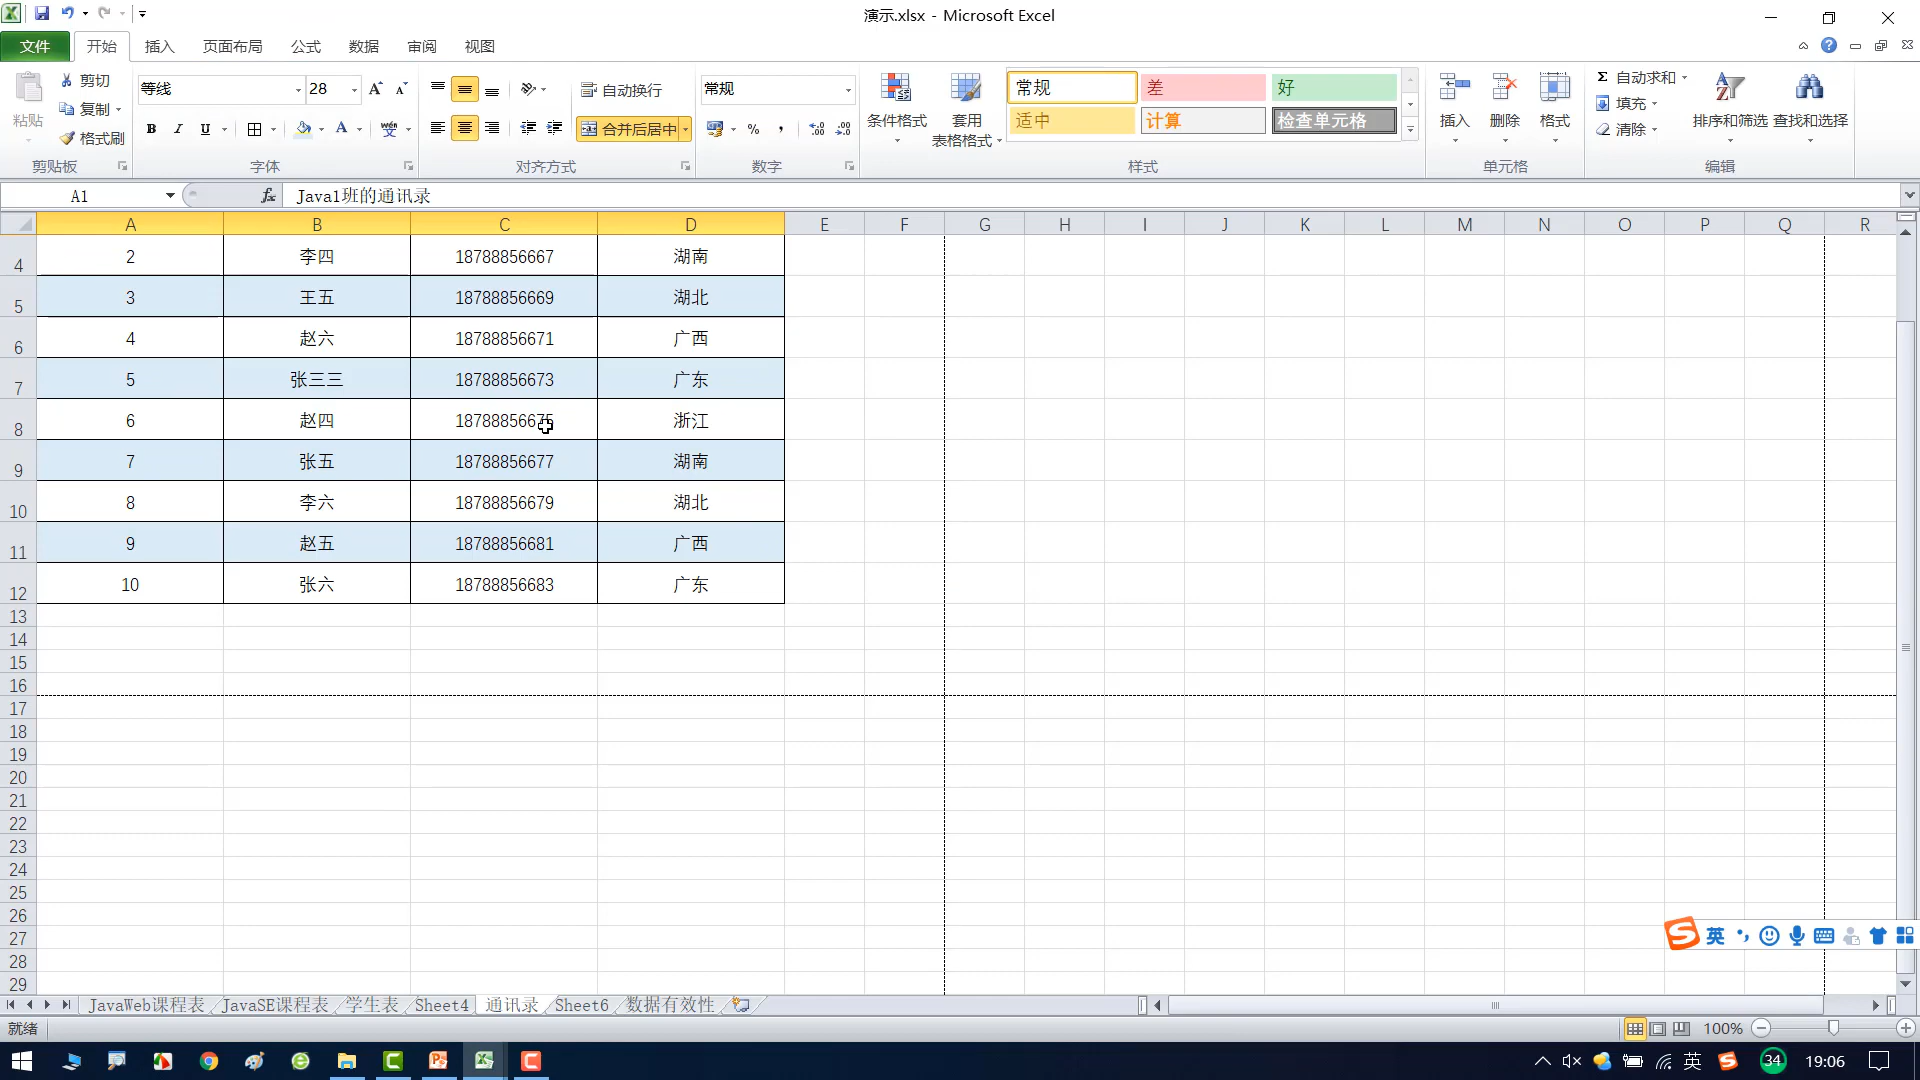 演示.xlsx - Microsoft Excel
文件 开始 插入 页面布局 公式 数据 审阅 视图
粘贴 剪切 复制 格式刷 剪贴板
等线 28 B I U A 字体
自动换行 合并后居中 对齐方式
常规 % , 数字
条件格式 套用表格格式 常规 差 好 适中 计算 检查单元格 样式
插入 删除 格式 单元格
Σ 自动求和 填充 清除 排序和筛选 查找和选择 编辑
A1 fx Java1班的通讯录
A B C D E F G H I J K L M N O P Q R
4 2 李四 18788856667 湖南
5 3 王五 18788856669 湖北
6 4 赵六 18788856671 广西
7 5 张三三 18788856673 广东
8 6 赵四 18788856675 浙江
9 7 张五 18788856677 湖南
10 8 李六 18788856679 湖北
11 9 赵五 18788856681 广西
12 10 张六 18788856683 广东
13
14
15
16
17
18
19
20
21
22
23
24
25
26
27
28
29
英
JavaWeb课程表 JavaSE课程表 学生表 Sheet4 通讯录 Sheet6 数据有效性
就绪 100%
英 34 19:06